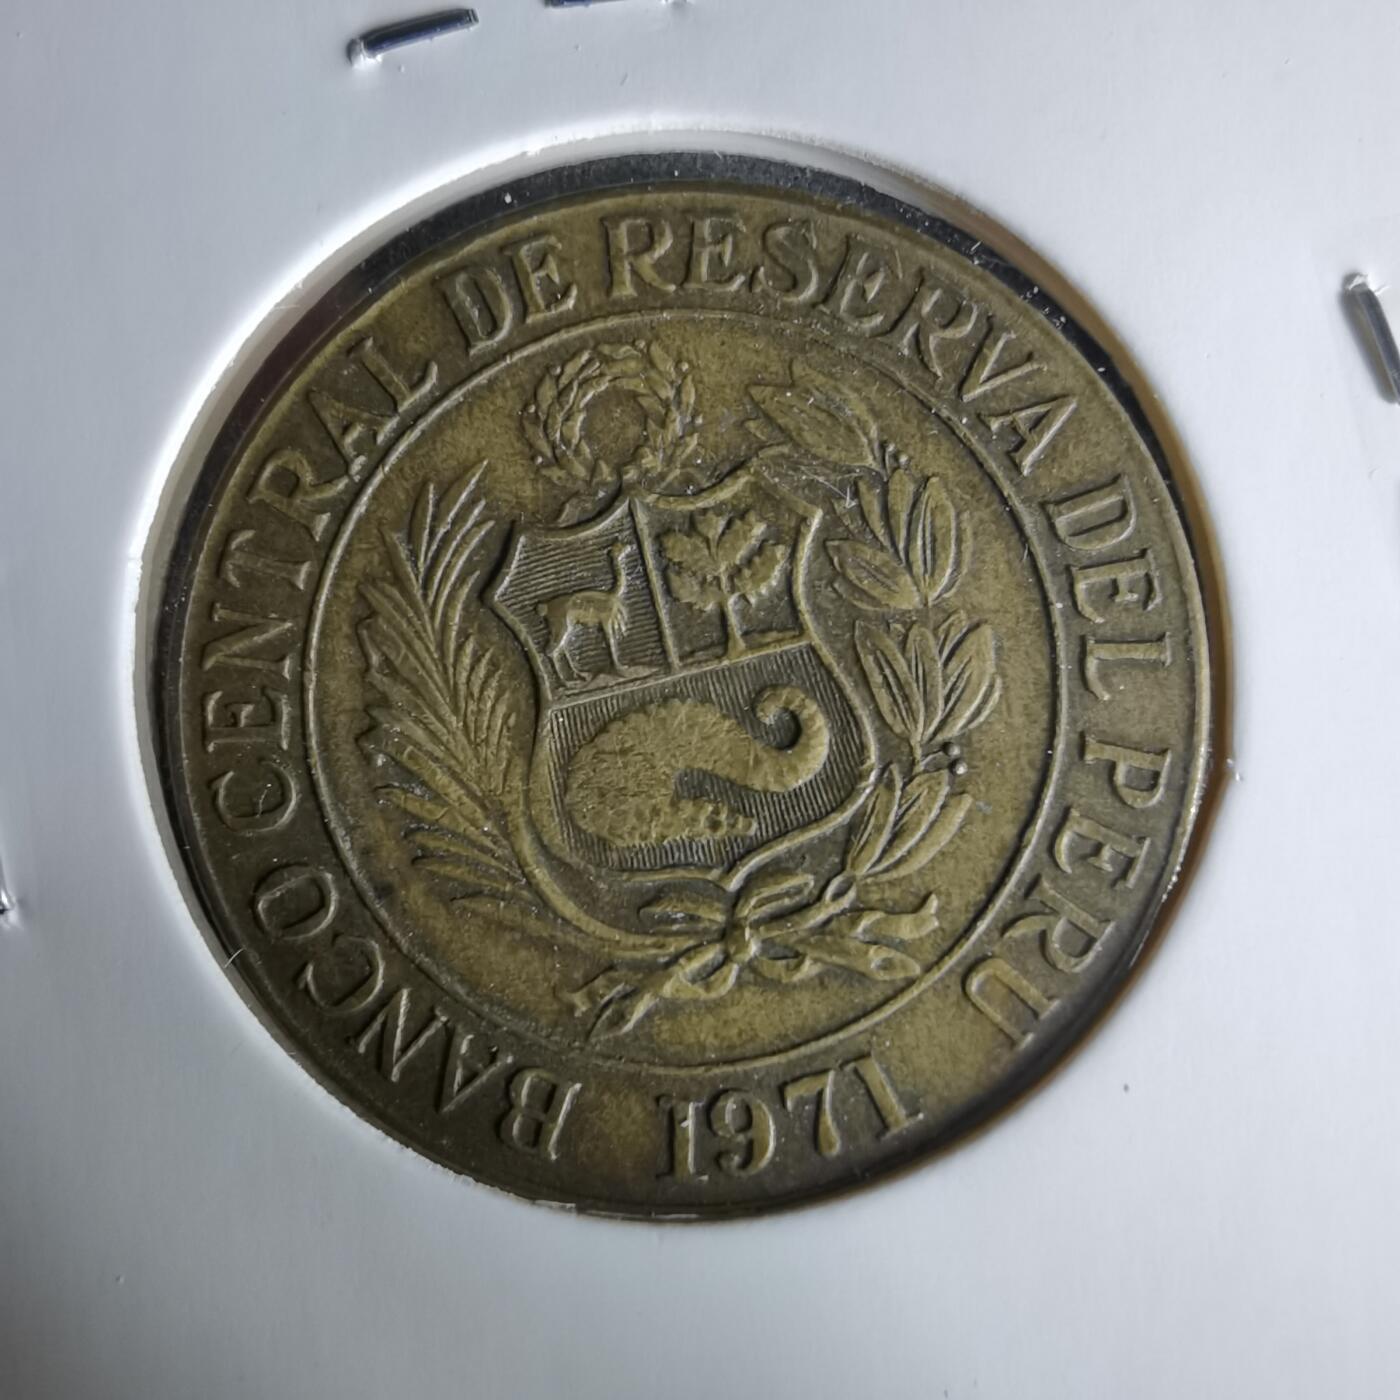 BANCO CENTRAL DE RESERVA DEL PERU
1971